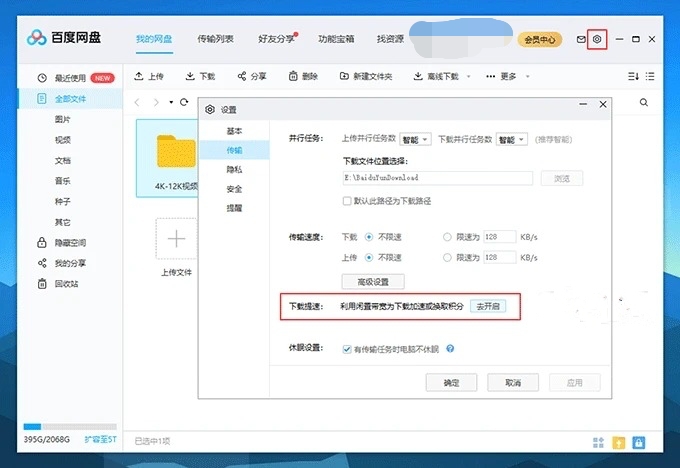 百度网盘 我的网盘 传输列表 好友分享 功能宝箱 找资源 会员中心
最近使用 NEW 上传 下载 分享 删除 新建文件夹 离线下载 更多
全部文件
图片
视频
文档
音乐
种子
其它
隐藏空间
我的分享
回收站
4K-12K视频
上传文件
设置
基本
传输
隐私
安全
提醒
并行任务: 上传并行任务数 智能 下载并行任务数 智能 (推荐智能)
下载文件位置选择:
E:\BaiduYunDownload 浏览
默认此路径为下载路径
传输速度: 下载 不限速 限速为 128 KB/s
上传 不限速 限速为 128 KB/s
高级设置
下载提速: 利用闲置带宽为下载加速或换取积分 去开启
休眠设置: 有传输任务时电脑不休眠 ?
确定 取消 应用
395G/2068G 扩容至5T 已选中1项